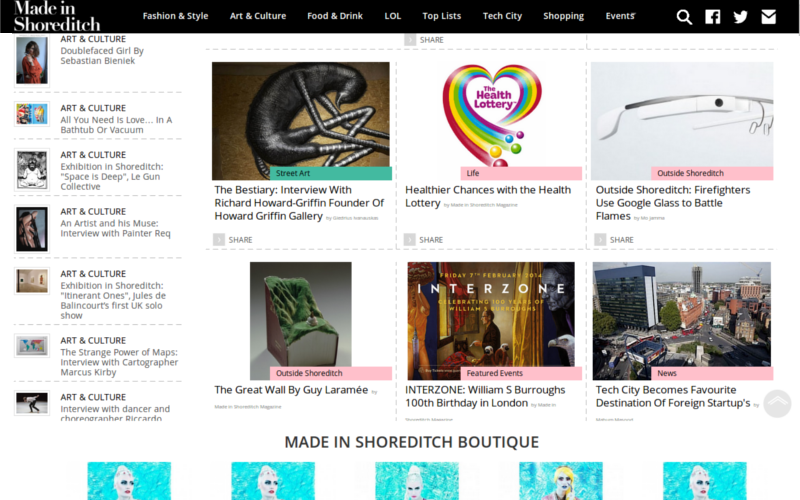 Made in
Shoreditch
Fashion & Style
Art & Culture
Food & Drink
LOL
Top Lists
Tech City
Shopping
Events
ART & CULTURE
Doublefaced Girl By
Sebastian Bieniek
ART & CULTURE
All You Need Is Love... In A
Bathtub Or Vacuum
ART & CULTURE
Exhibition in Shoreditch:
"Space is Deep", Le Gun
Collective
ART & CULTURE
An Artist and his Muse:
Interview with Painter Req
ART & CULTURE
Exhibition in Shoreditch:
"Itinerant Ones", Jules de
Balincourt's first UK solo
show
ART & CULTURE
The Strange Power of Maps:
Interview with Cartographer
Marcus Kirby
ART & CULTURE
Interview with dancer and
choreographer Riccardo
SHARE
Street Art
The Bestiary: Interview With
Richard Howard-Griffin Founder Of
Howard Griffin Gallery
SHARE
The
Health
Lottery
Life
Healthier Chances with the Health
Lottery by Made in Shoreditch Magazine
SHARE
Outside Shoreditch
Outside Shoreditch: Firefighters
Use Google Glass to Battle
Flames by Ms Jamma
SHARE
Outside Shoreditch
The Great Wall By Guy Laramée by
Made in Shoreditch Magazine
FRIDAY 7TH FEBRUARY 2014
INTERZONE
CELEBRATING 100 YEARS OF
WILLIAM S BURROUGHS
Featured Events
INTERZONE: William S Burroughs
100th Birthday in London by Made in
Shoreditch Magazine
News
Tech City Becomes Favourite
Destination Of Foreign Startup's by
MADE IN SHOREDITCH BOUTIQUE